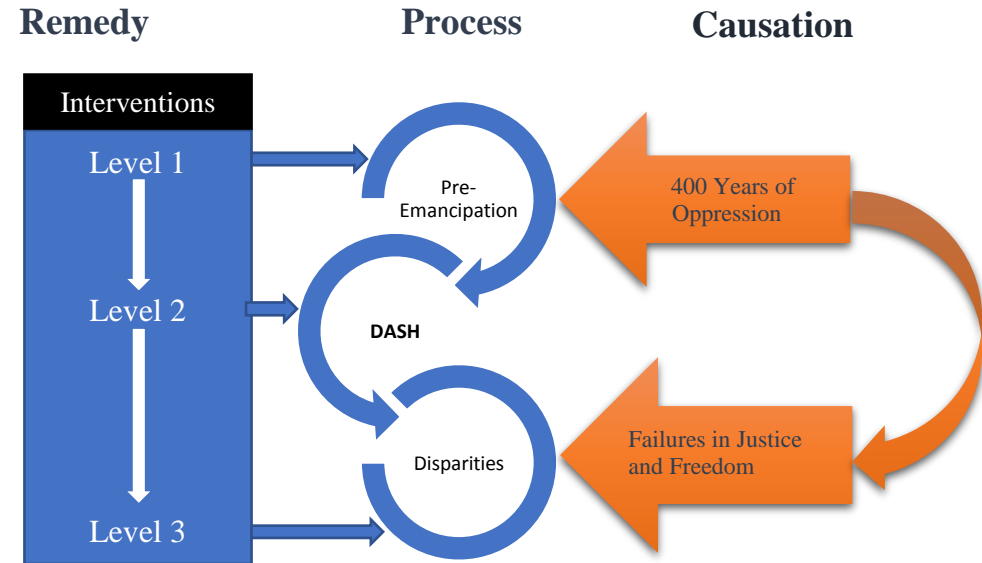 Remedy
Process
Causation
Interventions
Level 1
Level 2
Level 3
Pre-
Emancipation
DASH
Disparities
400 Years of
Oppression
Failures in Justice
and Freedom